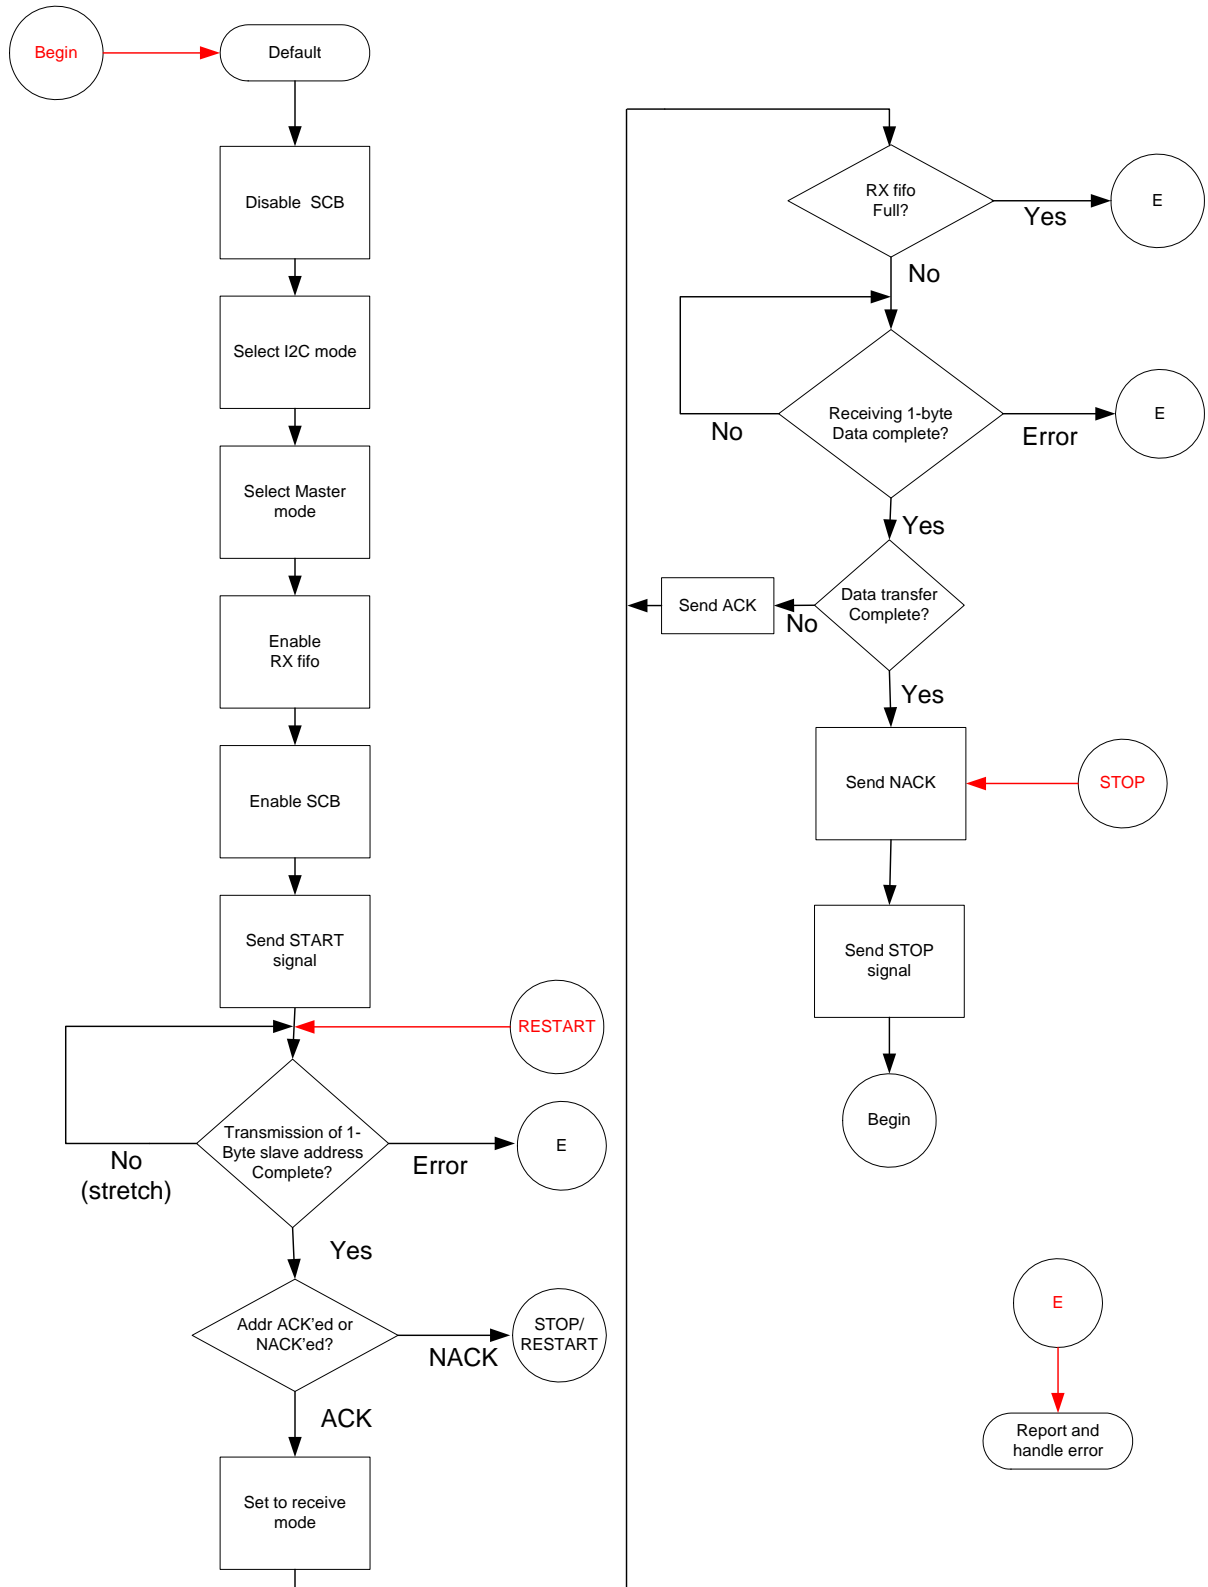 Begin
Default
Disable SCB
Select I2C mode
Select Master
mode
Enable
RX fifo
Enable SCB
Send START
signal
RESTART
Transmission of 1-
Byte slave address
Complete?
No
(stretch)
Error
E
Yes
Addr ACK'ed or
NACK'ed?
NACK
STOP/
RESTART
ACK
Set to receive
mode
RX fifo
Full?
Yes
E
No
Receiving 1-byte
Data complete?
No
Error
E
Yes
Data transfer
Complete?
No
Send ACK
Yes
Send NACK
STOP
Send STOP
signal
Begin
E
Report and
handle error